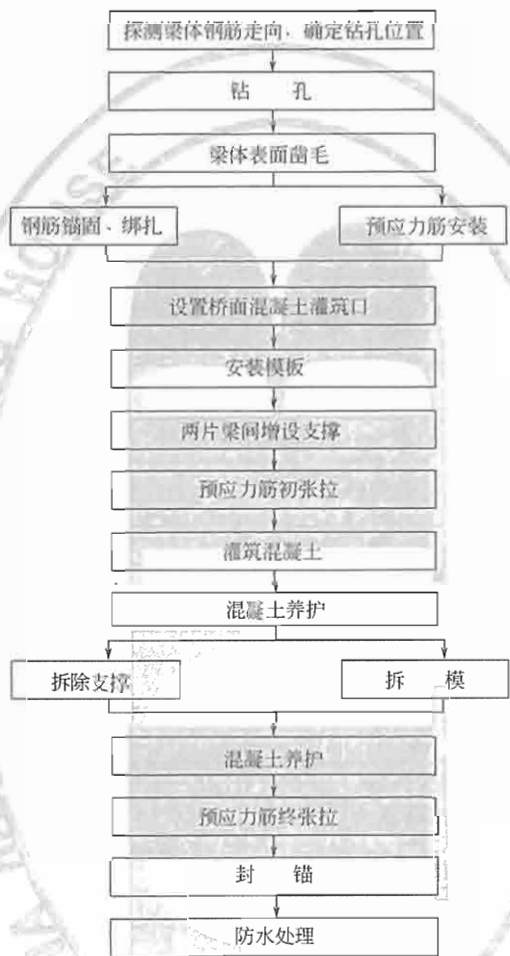 探测梁体钢筋走向、确定钻孔位置
钻 孔
梁体表面凿毛
钢筋锚固、绑扎
预应力筋安装
设置桥面混凝土灌筑口
安装模板
两片梁间增设支撑
预应力筋初张拉
灌筑混凝土
混凝土养护
拆除支撑
拆 模
混凝土养护
预应力筋终张拉
封 锚
防水处理
HOUSE